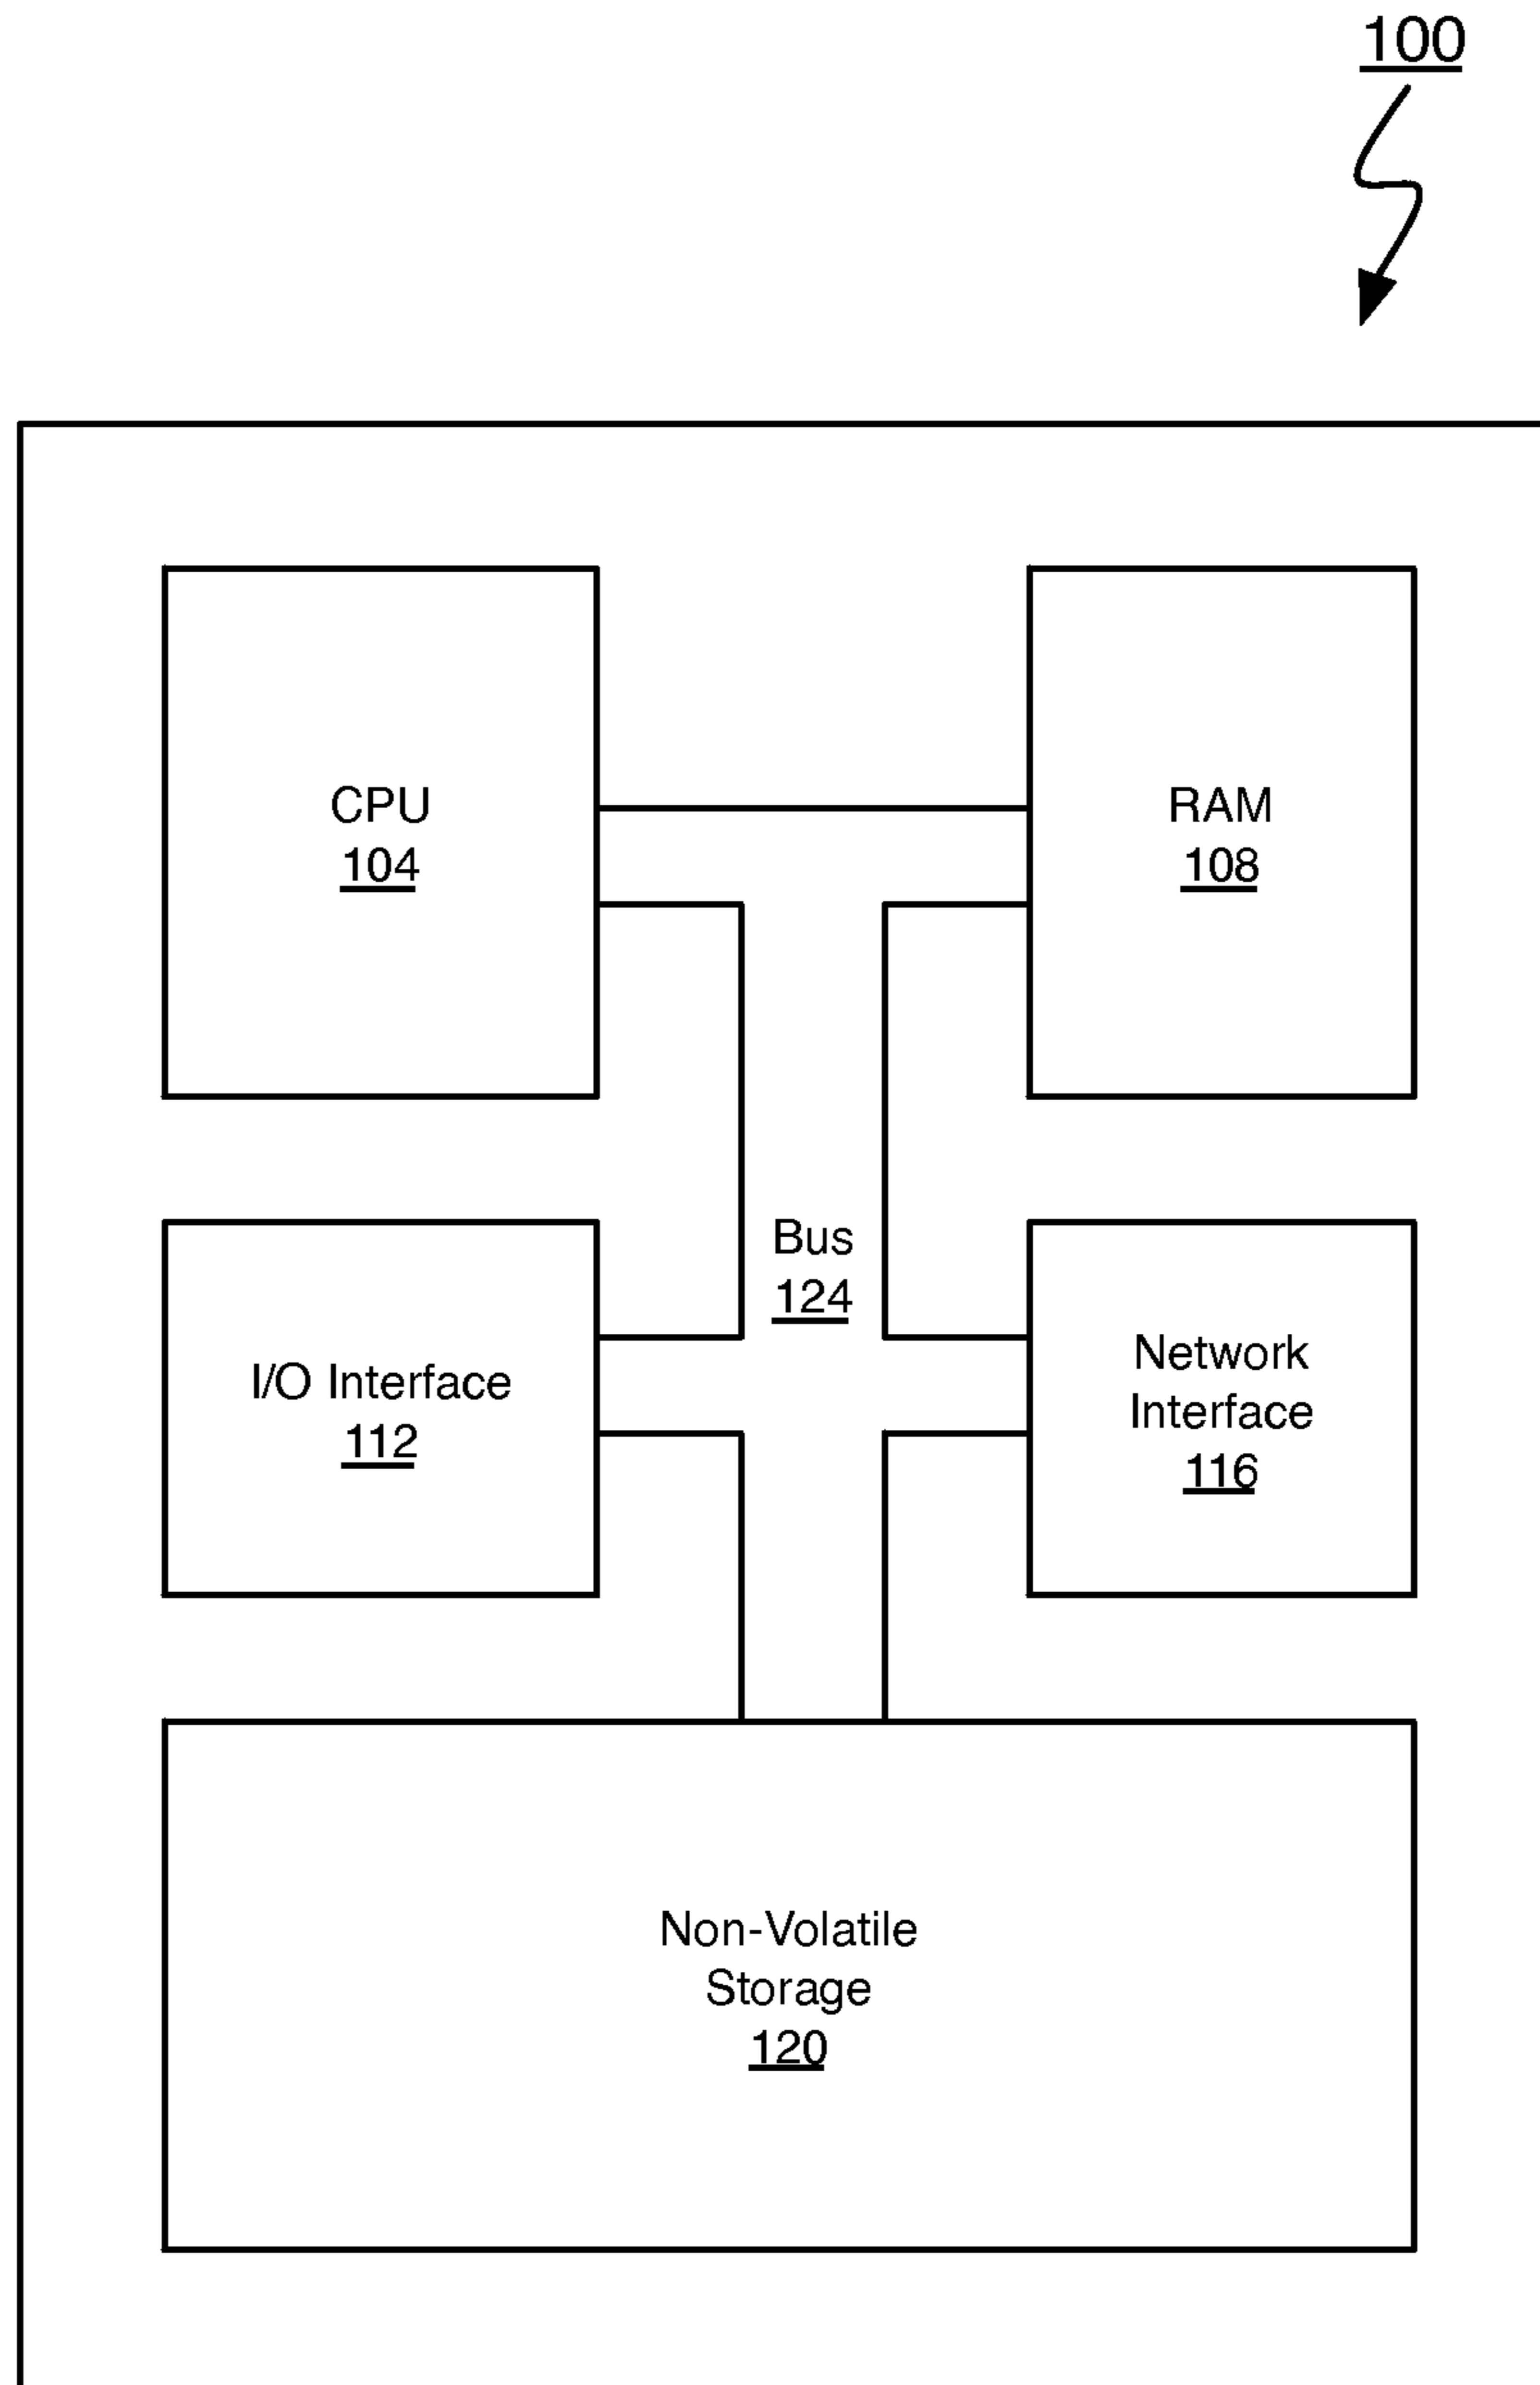 100
CPU
104
RAM
108
Bus
124
I/O Interface
112
Network
Interface
116
Non-Volatile
Storage
120